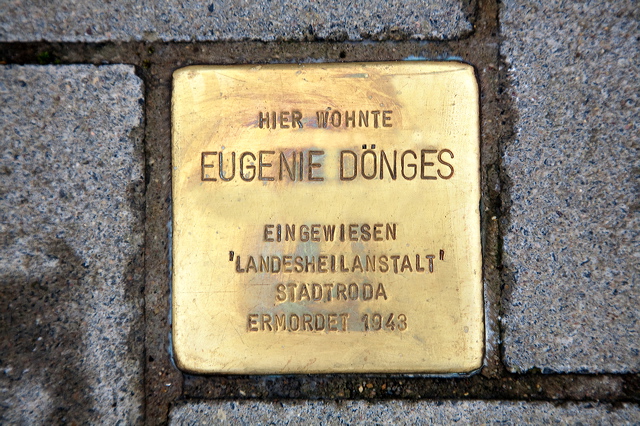 HIER WOHNTE
EUGENIE DÖNGES
EINGEWIESEN
'LANDESHEILANSTALT'
STADTRODA
ERMORDET 1943